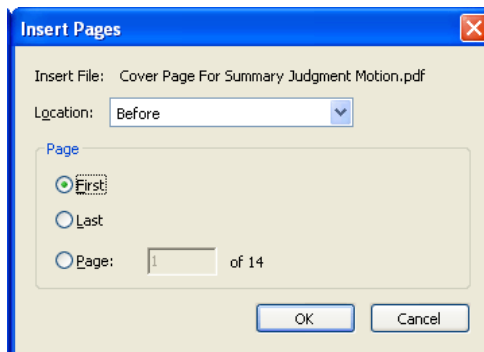 Insert Pages
Insert File: Cover Page For Summary Judgment Motion.pdf
Location: Before
Page
First
Last
Page: 1 of 14
OK Cancel